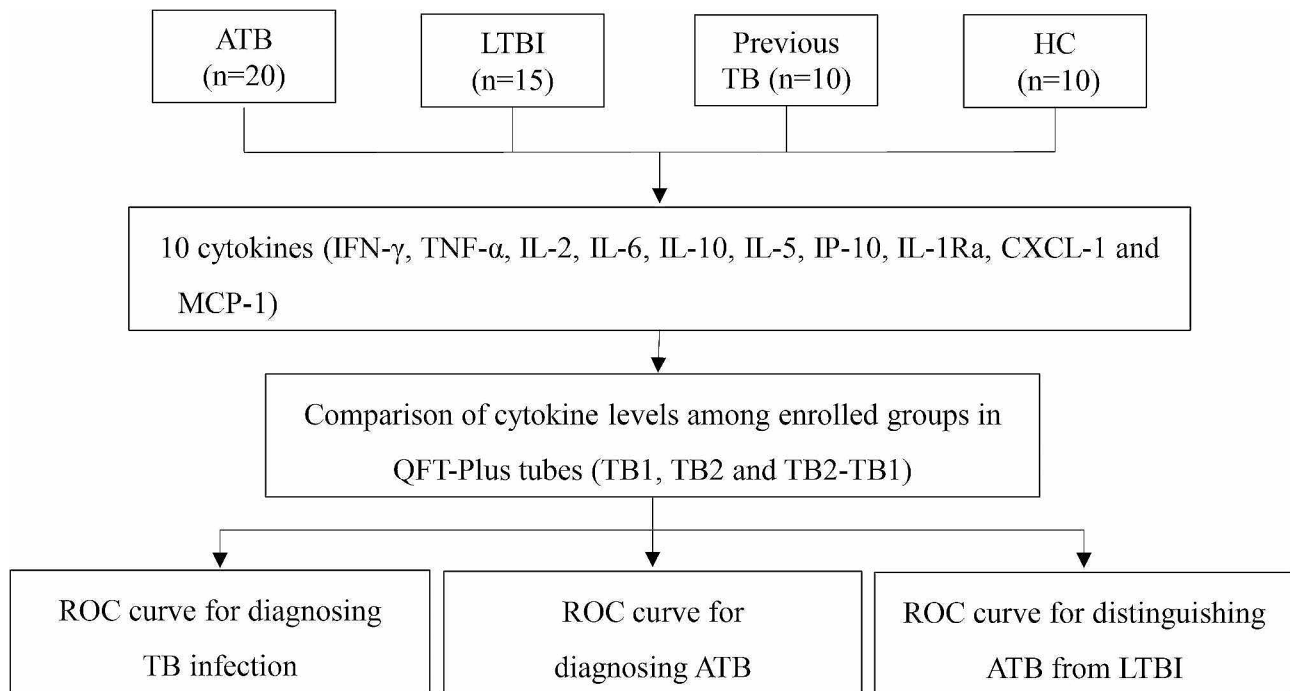 ATB
(n=20)
LTBI
(n=15)
Previous
TB (n=10)
HC
(n=10)
10 cytokines (IFN-γ, TNF-α, IL-2, IL-6, IL-10, IL-5, IP-10, IL-1Ra, CXCL-1 and
MCP-1)
Comparison of cytokine levels among enrolled groups in
QFT-Plus tubes (TB1, TB2 and TB2-TB1)
ROC curve for diagnosing
TB infection
ROC curve for
diagnosing ATB
ROC curve for distinguishing
ATB from LTBI